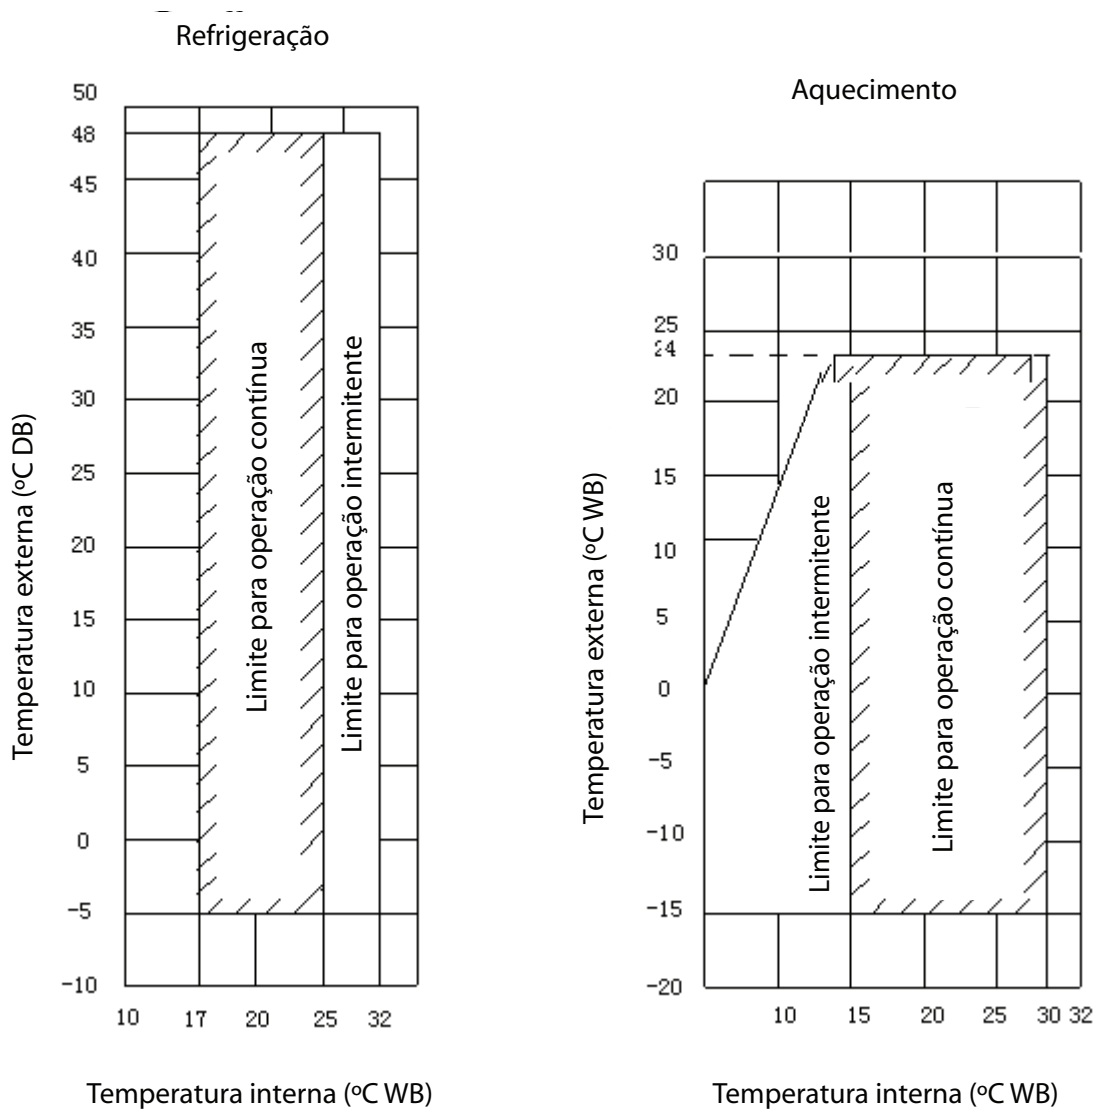 Refrigeração
50
48
45
40
35
30
25
20
15
10
5
0
-5
-10
10 17 20 25 32
Temperatura externa (ºC DB)
Limite para operação contínua
Limite para operação intermitente
Temperatura interna (ºC WB)
Aquecimento
30
25
24
20
15
10
5
0
-5
-10
-15
-20
10 15 20 25 30 32
Temperatura externa (ºC WB)
Limite para operação intermitente
Limite para operação contínua
Temperatura interna (ºC WB)